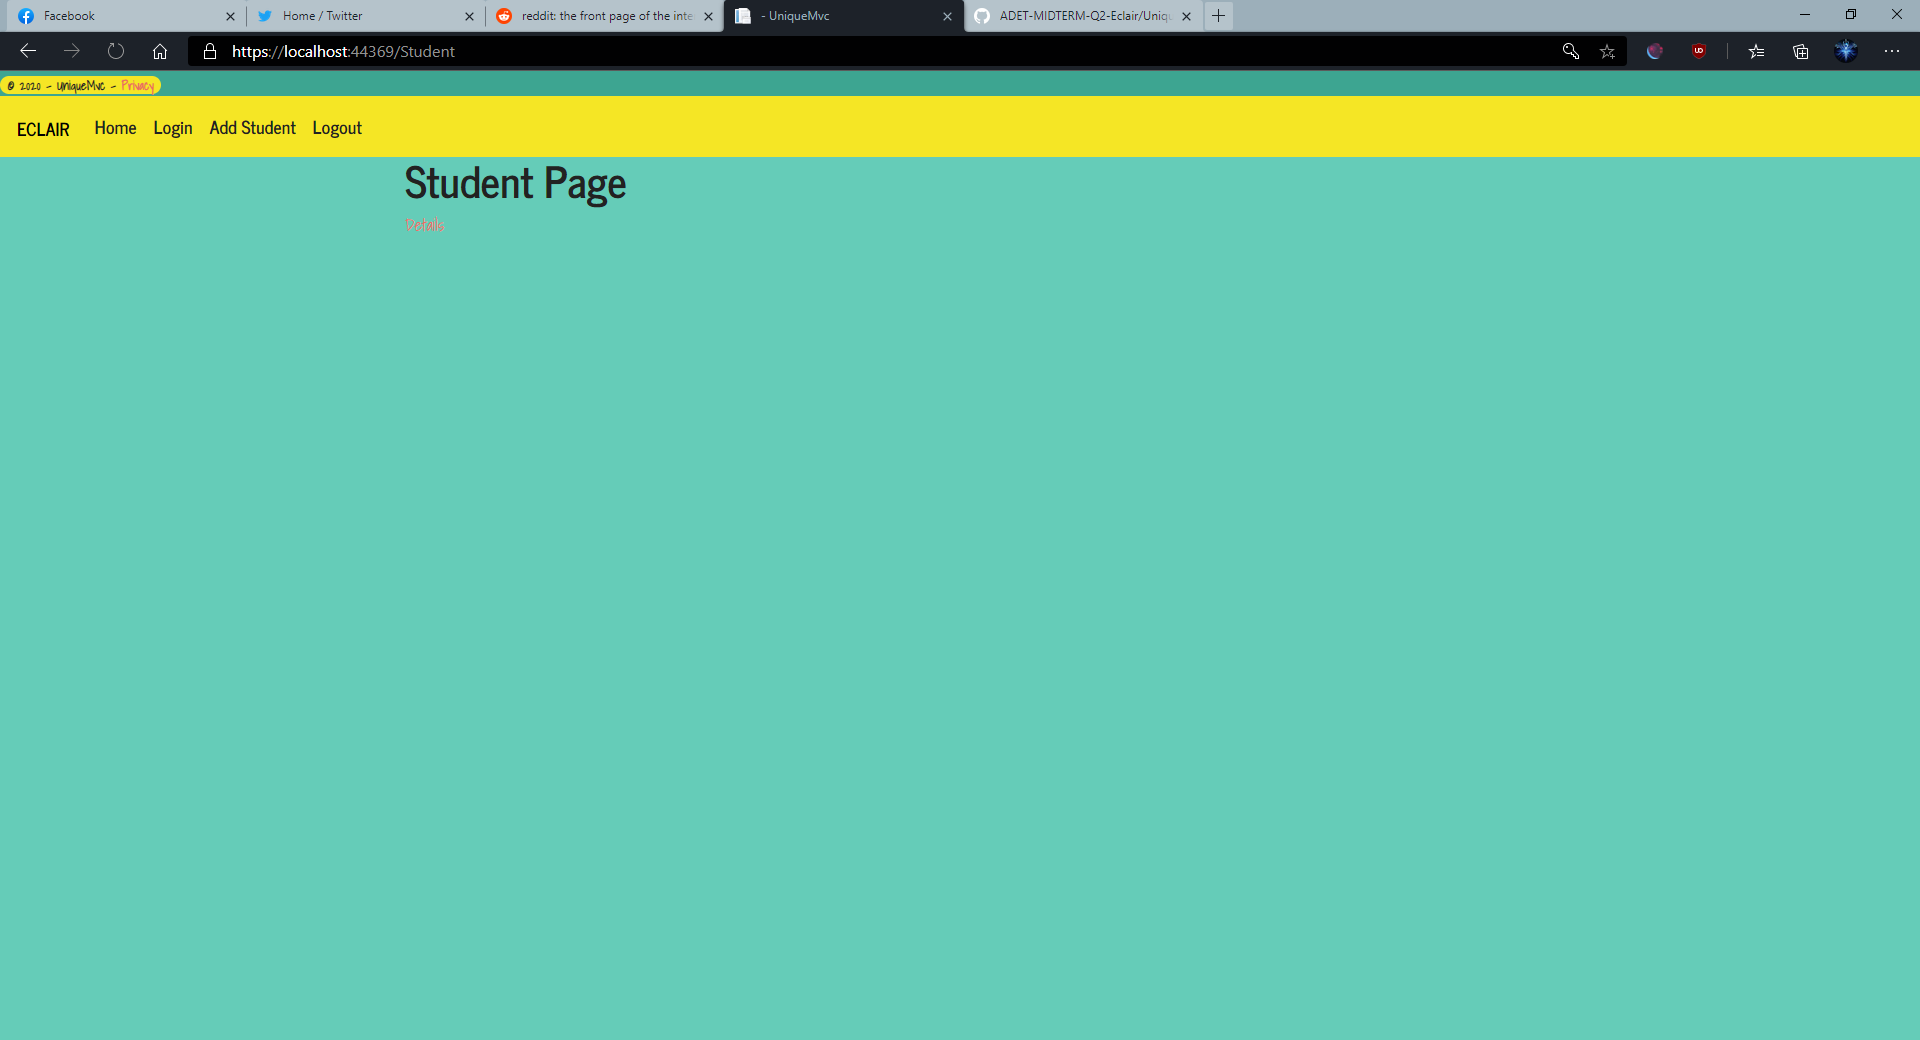 Facebook
Home / Twitter
reddit: the front page of the inte
- UniqueMvc
ADET-MIDTERM-Q2-Eclair/Uniqu
https://localhost:44369/Student
© 2020 - UniqueMvc - Privacy
ECLAIR Home Login Add Student Logout
Student Page
Details